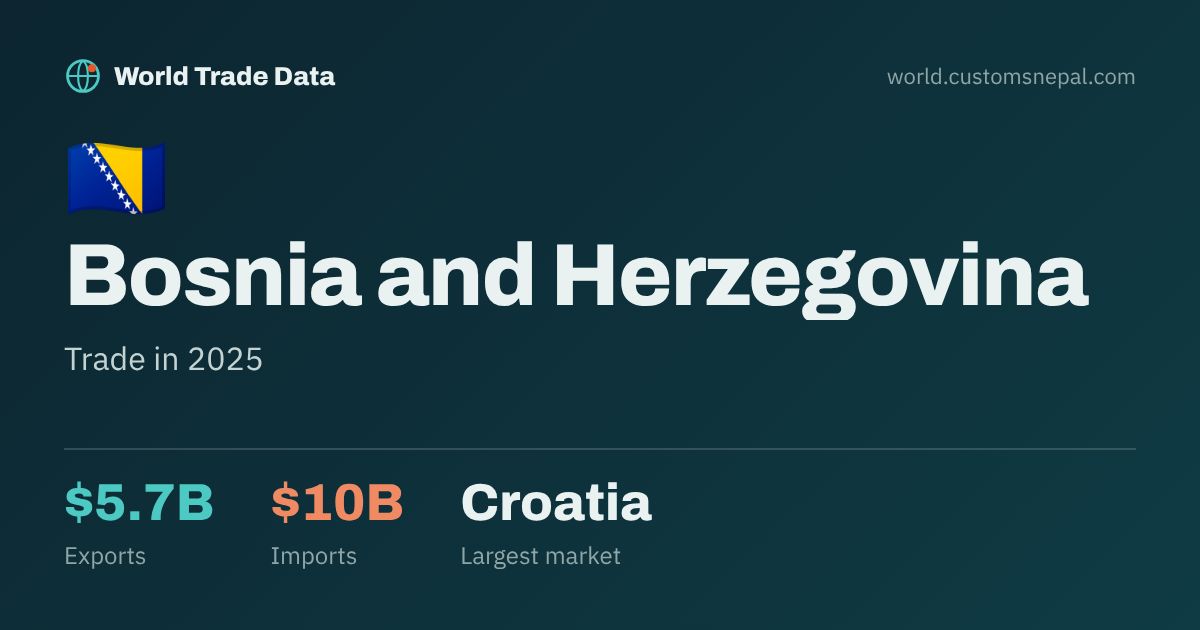 World Trade Data
world.customsnepal.com
Bosnia and Herzegovina
Trade in 2025
$5.7B
Exports
$10B
Imports
Croatia
Largest market